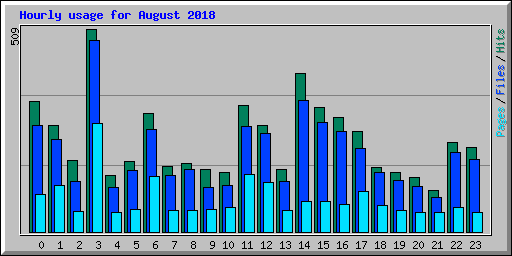 Hourly usage for August 2018
509
Pages/Files/Hits
0 1 2 3 4 5 6 7 8 9 10 11 12 13 14 15 16 17 18 19 20 21 22 23